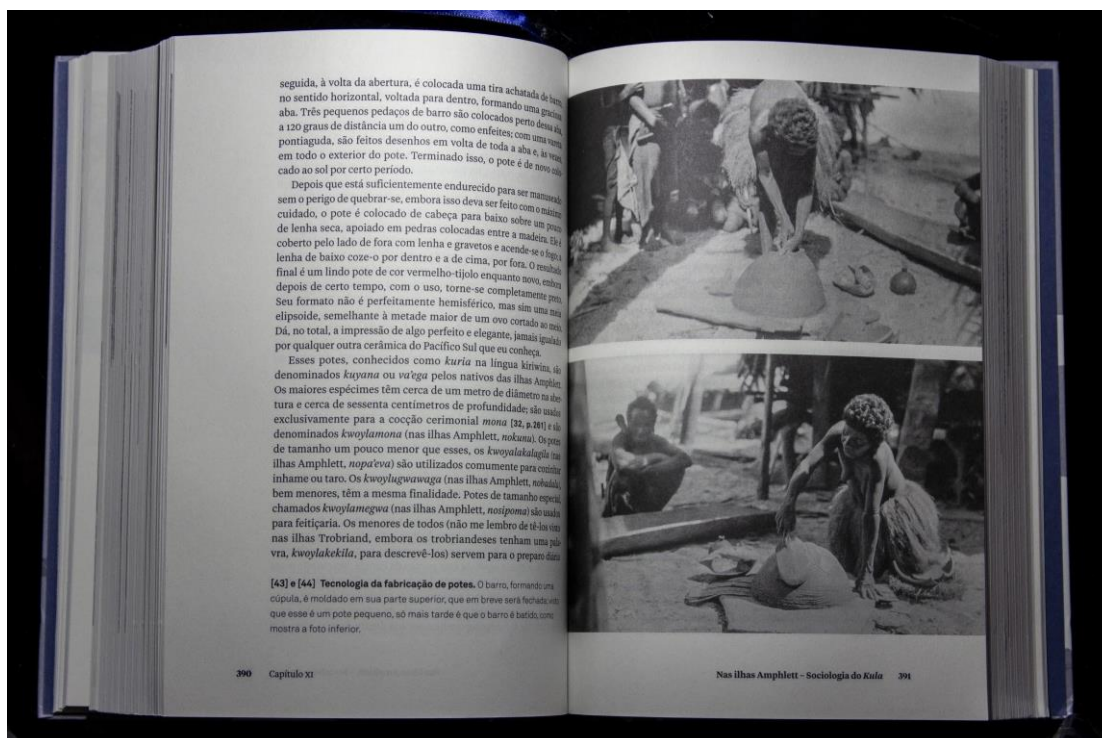 seguida, à volta da abertura, é colocada uma tira achatada de barro,
no sentido horizontal, voltada para dentro, formando uma graciosa
aba. Três pequenos pedaços de barro são colocados perto dessa aba,
a 120 graus de distância um do outro, como enfeites; com uma vareta
pontiaguda, são feitos desenhos em volta de toda a aba e, às vezes,
em todo o exterior do pote. Terminado isso, o pote é de novo colo-
cado ao sol por certo período.
Depois que está suficientemente endurecido para ser manuseado
sem o perigo de quebrar-se, embora isso deva ser feito com o máximo
cuidado, o pote é colocado de cabeça para baixo sobre um pouco
de lenha seca, apoiado em pedras colocadas entre a madeira. Ele é
coberto pelo lado de fora com lenha e gravetos e acende-se o fogo; a
lenha de baixo coze-o por dentro e a de cima, por fora. O resultado
final é um lindo pote de cor vermelho-tijolo enquanto novo, embora
depois de certo tempo, com o uso, torne-se completamente preto.
Seu formato não é perfeitamente hemisférico, mas sim uma meia
elipsoide, semelhante à metade maior de um ovo cortado ao meio.
Dá, no total, a impressão de algo perfeito e elegante, jamais igualado
por qualquer outra cerâmica do Pacífico Sul que eu conheça.
Esses potes, conhecidos como kuria na língua kiriwina, são
denominados kuyana ou va'ega pelos nativos das ilhas Amphlett.
Os maiores espécimes têm cerca de um metro de diâmetro na aber-
tura e cerca de sessenta centímetros de profundidade; são usados
exclusivamente para a cocção cerimonial mona [32, p.261] e são
denominados kwoylamona (nas ilhas Amphlett, nokunu). Os potes
de tamanho um pouco menor que esses, os kwoyalakalagila (nas
ilhas Amphlett, nopa'eva) são utilizados comumente para cozinhar
inhame ou taro. Os kwoylugwawaga (nas ilhas Amphlett, nobadala),
bem menores, têm a mesma finalidade. Potes de tamanho especial,
chamados kwoylamegwa (nas ilhas Amphlett, nosipoma) são usados
para feitiçaria. Os menores de todos (não me lembro de tê-los visto
nas ilhas Trobriand, embora os trobriandeses tenham uma pala-
vra, kwoylakekila, para descrevê-los) servem para o preparo diário
[43] e [44] Tecnologia da fabricação de potes. O barro, formando uma
cúpula, é moldado em sua parte superior, que em breve será fechada; visto
que esse é um pote pequeno, só mais tarde é que o barro é batido, como
mostra a foto inferior.
390 Capítulo XI
Nas ilhas Amphlett – Sociologia do Kula 391